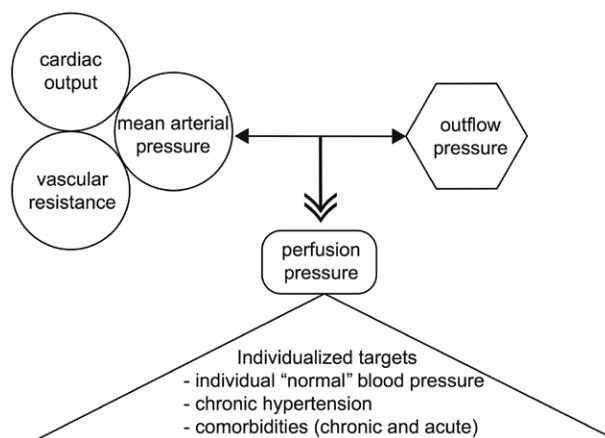 cardiac
output
mean arterial
pressure
vascular
resistance
outflow
pressure
perfusion
pressure
Individualized targets
- individual “normal” blood pressure
- chronic hypertension
- comorbidities (chronic and acute)